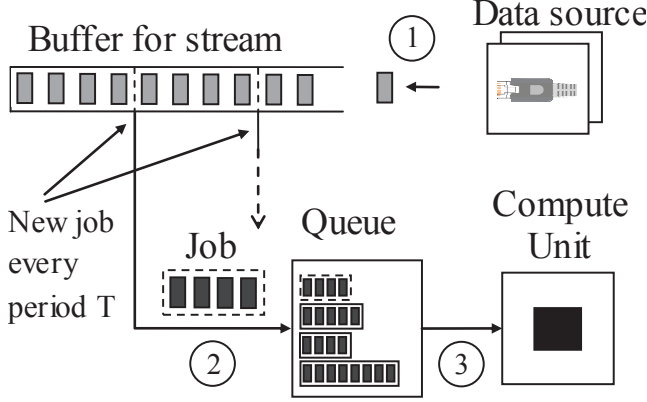 Data source
Buffer for stream
1
New job
every
period T
Job
Queue
Compute
Unit
2
3